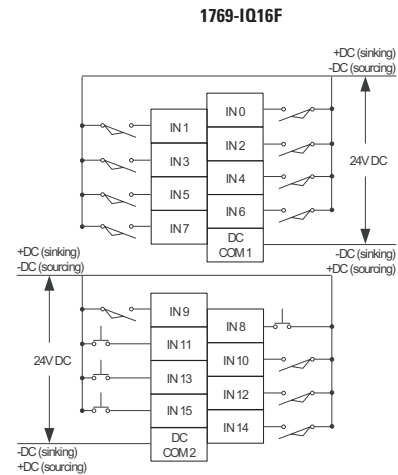 1769-IQ16F
+DC (sinking)
-DC (sourcing)
IN 0
IN 1
IN 2
IN 3
IN 4
IN 5
IN 6
IN 7
DC
COM 1
24V DC
-DC (sinking)
+DC (sourcing)
+DC (sinking)
-DC (sourcing)
IN 9
IN 8
IN 11
IN 10
IN 13
IN 12
IN 15
IN 14
DC
COM 2
24V DC
-DC (sinking)
+DC (sourcing)